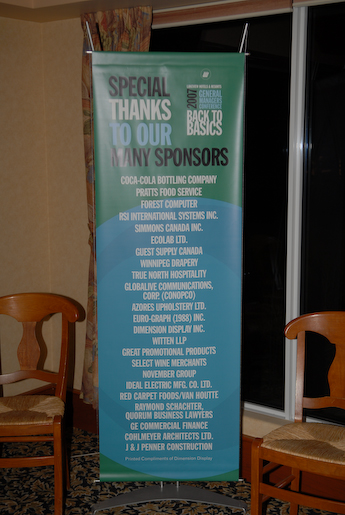 SPECIAL
THANKS
TO OUR
MANY SPONSORS
2007
GENERAL
MANAGERS
CONFERENCE
BACK TO
BASICS
COCA-COLA BOTTLING COMPANY
PRATTS FOOD SERVICE
FOREST COMPUTER
RSI INTERNATIONAL SYSTEMS INC.
SIMMONS CANADA INC.
ECOLAB LTD.
GUEST SUPPLY CANADA
WINNIPEG DRAPERY
TRUE NORTH HOSPITALITY
GLOBALIVE COMMUNICATIONS,
CORP. (CONOPCO)
AZORES UPHOLSTERY LTD.
EURO-GRAPH (1988) INC.
DIMENSION DISPLAY INC.
WITTEN LLP
GREAT PROMOTIONAL PRODUCTS
SELECT WINE MERCHANTS
NOVEMBER GROUP
IDEAL ELECTRIC MFG. CO. LTD.
RED CARPET FOODS/VAN HOUTTE
RAYMOND SCHACHTER,
QUORUM BUSINESS LAWYERS
GE COMMERCIAL FINANCE
COHLMEYER ARCHITECTS LTD.
J & J PENNER CONSTRUCTION
Printed Compliments of Dimension Display